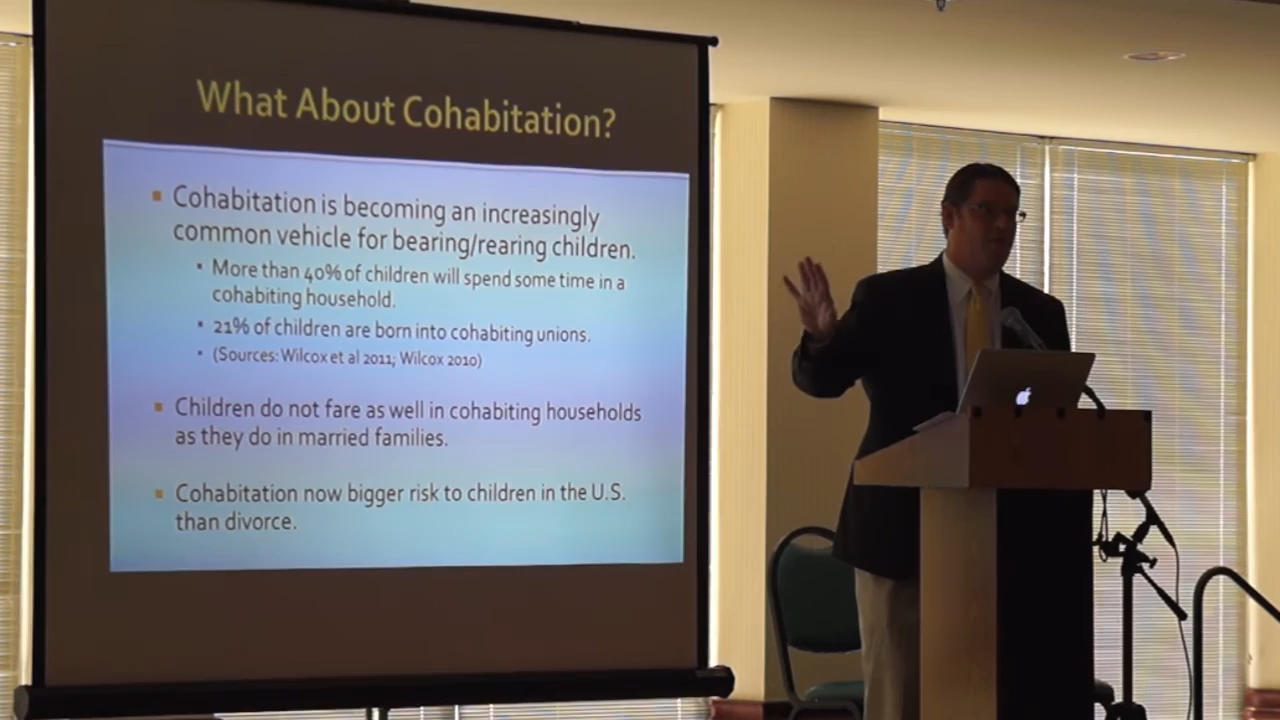 What About Cohabitation?
Cohabitation is becoming an increasingly
common vehicle for bearing/rearing children.
More than 40% of children will spend some time in a
cohabiting household.
21% of children are born into cohabiting unions.
(Sources: Wilcox et al 2011; Wilcox 2010)
Children do not fare as well in cohabiting households
as they do in married families.
Cohabitation now bigger risk to children in the U.S.
than divorce.